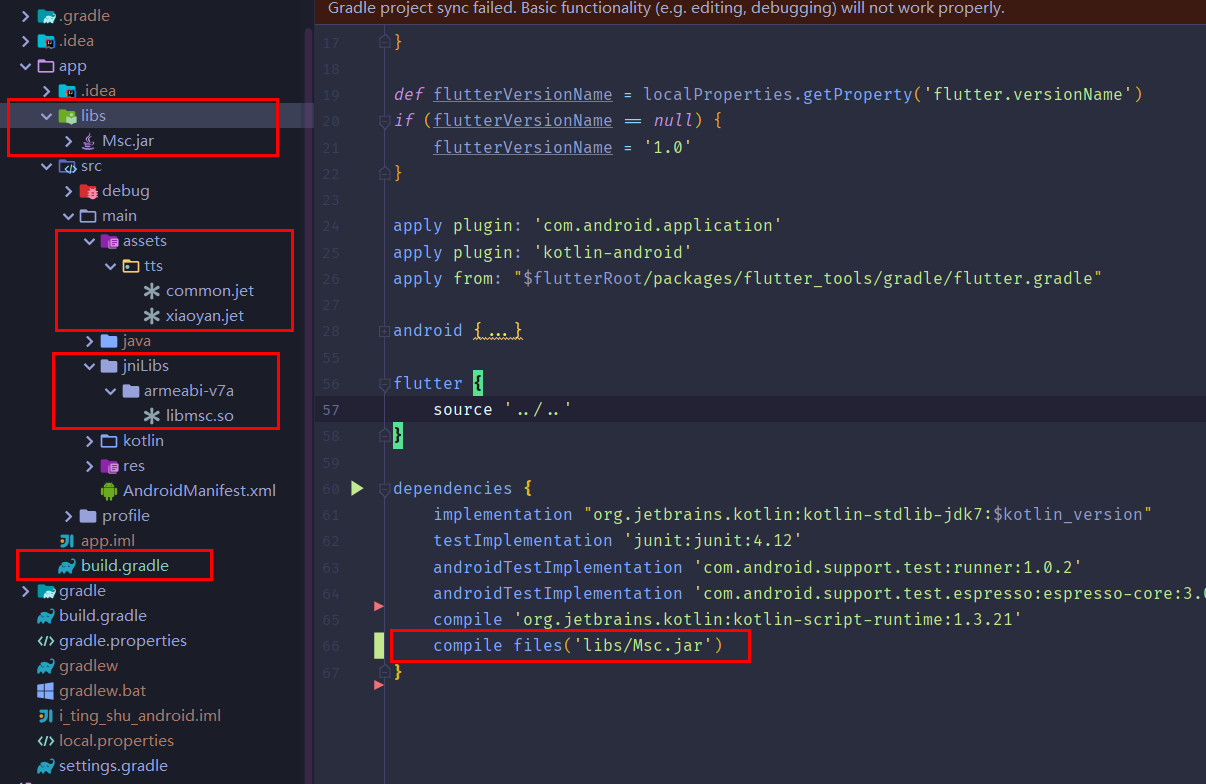 .gradle
.idea
app
.idea
libs
Msc.jar
src
debug
main
assets
tts
common.jet
xiaoyan.jet
java
jniLibs
armeabi-v7a
libmsc.so
kotlin
res
AndroidManifest.xml
profile
app.iml
build.gradle
gradle
build.gradle
gradle.properties
gradlew
gradlew.bat
i_ting_shu_android.iml
local.properties
settings.gradle
Gradle project sync failed. Basic functionality (e.g. editing, debugging) will not work properly.
17 }
18
19 def flutterVersionName = localProperties.getProperty('flutter.versionName')
20 if (flutterVersionName == null) {
21 flutterVersionName = '1.0'
22 }
23
24 apply plugin: 'com.android.application'
25 apply plugin: 'kotlin-android'
26 apply from: "$flutterRoot/packages/flutter_tools/gradle/flutter.gradle"
27
28 android {...}
55
56 flutter {
57 source '../..'
58 }
59
60 dependencies {
61 implementation "org.jetbrains.kotlin:kotlin-stdlib-jdk7:$kotlin_version"
62 testImplementation 'junit:junit:4.12'
63 androidTestImplementation 'com.android.support.test:runner:1.0.2'
64 androidTestImplementation 'com.android.support.test.espresso:espresso-core:3.0
65 compile 'org.jetbrains.kotlin:kotlin-script-runtime:1.3.21'
66 compile files('libs/Msc.jar')
67 }